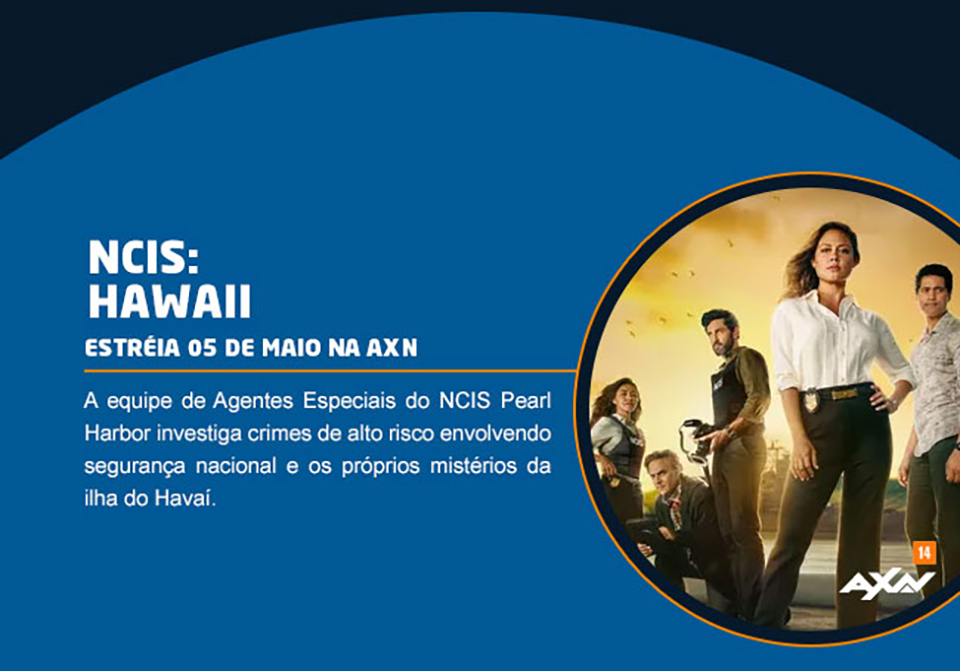 NCIS:
HAWAII
ESTRÉIA 05 DE MAIO NA AXN
A equipe de Agentes Especiais do NCIS Pearl
Harbor investiga crimes de alto risco envolvendo
segurança nacional e os próprios mistérios da
ilha do Havaí.
14
AXN